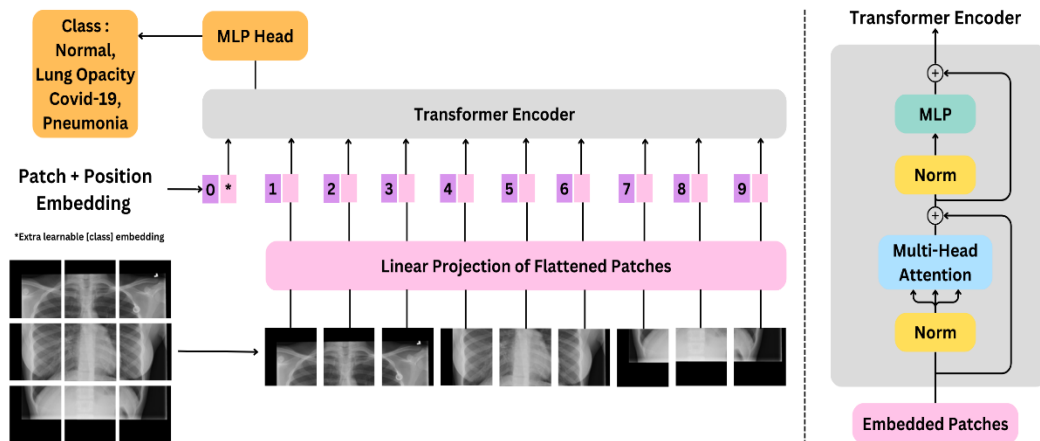 Class :
Normal,
Lung Opacity
Covid-19,
Pneumonia
MLP Head
Transformer Encoder
Patch + Position
Embedding
0 *
1
2
3
4
5
6
7
8
9
*Extra learnable [class] embedding
Linear Projection of Flattened Patches
Transformer Encoder
+
MLP
Norm
+
Multi-Head
Attention
Norm
Embedded Patches